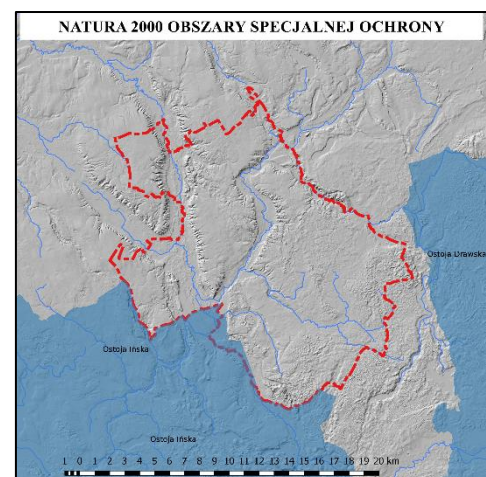 NATURA 2000 OBSZARY SPECJALNEJ OCHRONY
Ostoja Drawska
Ostoja Ińska
Ostoja Ińska
1 0 1 2 3 4 5 6 7 8 9 10 11 12 13 14 15 16 17 18 19 20 km